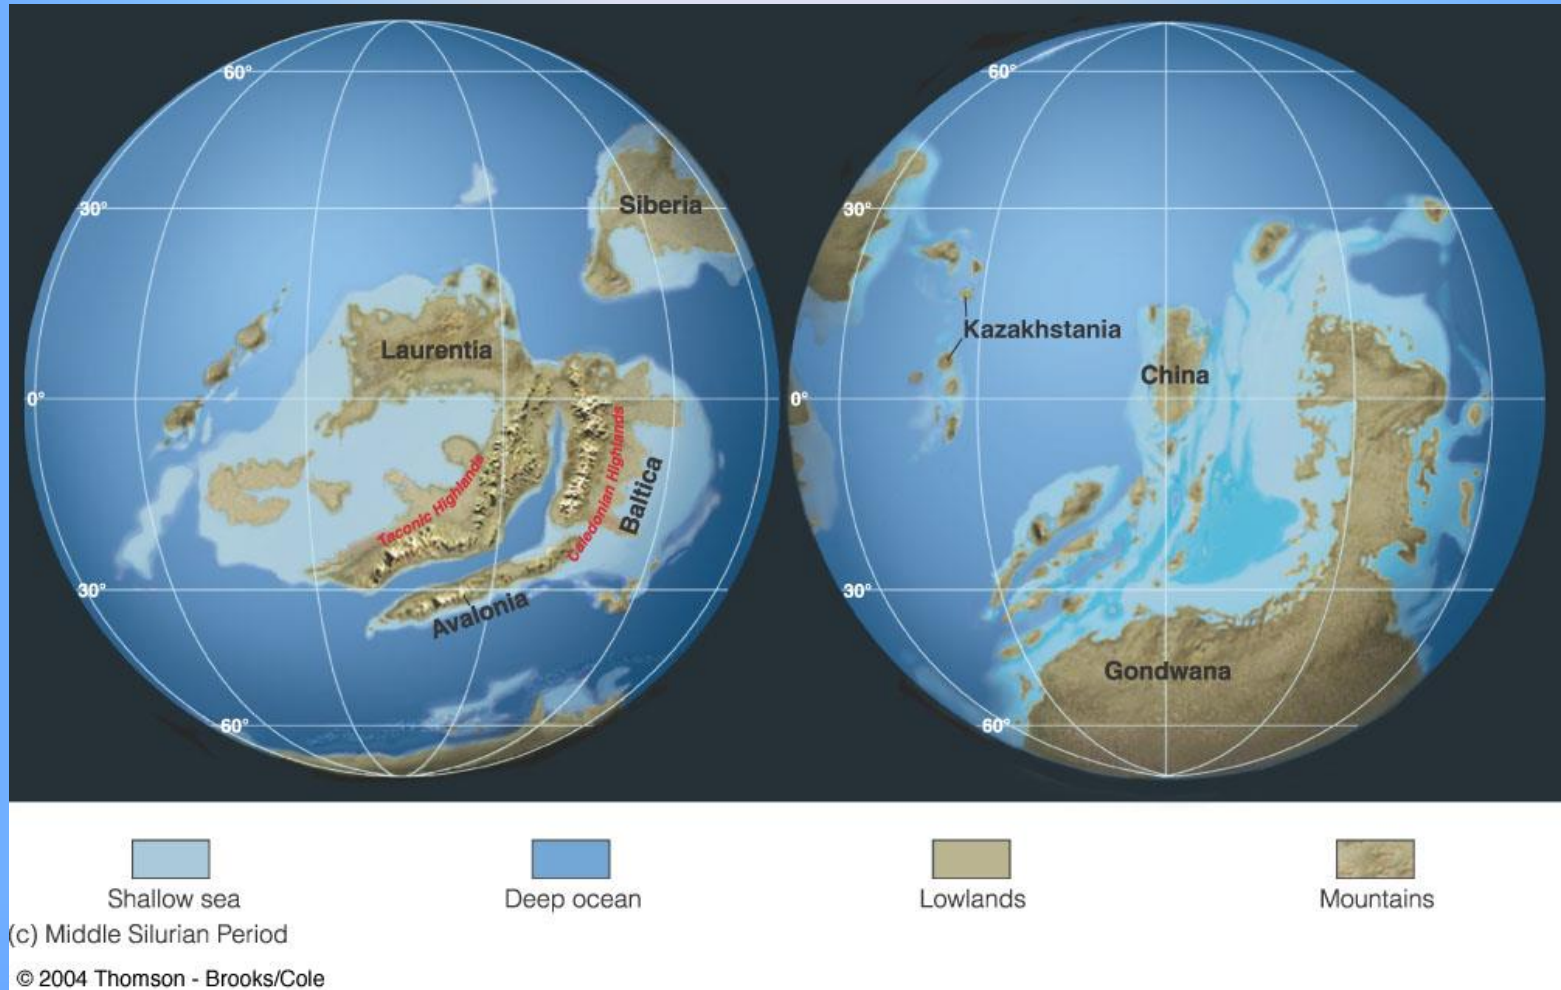 60°
30°
Siberia
Laurentia
0°
Taconic Highlands
Caledonian Highlands
Baltica
30°
Avalonia
60°
60°
30°
Kazakhstania
China
0°
30°
Gondwana
60°
Shallow sea
Deep ocean
Lowlands
Mountains
(c) Middle Silurian Period
© 2004 Thomson - Brooks/Cole